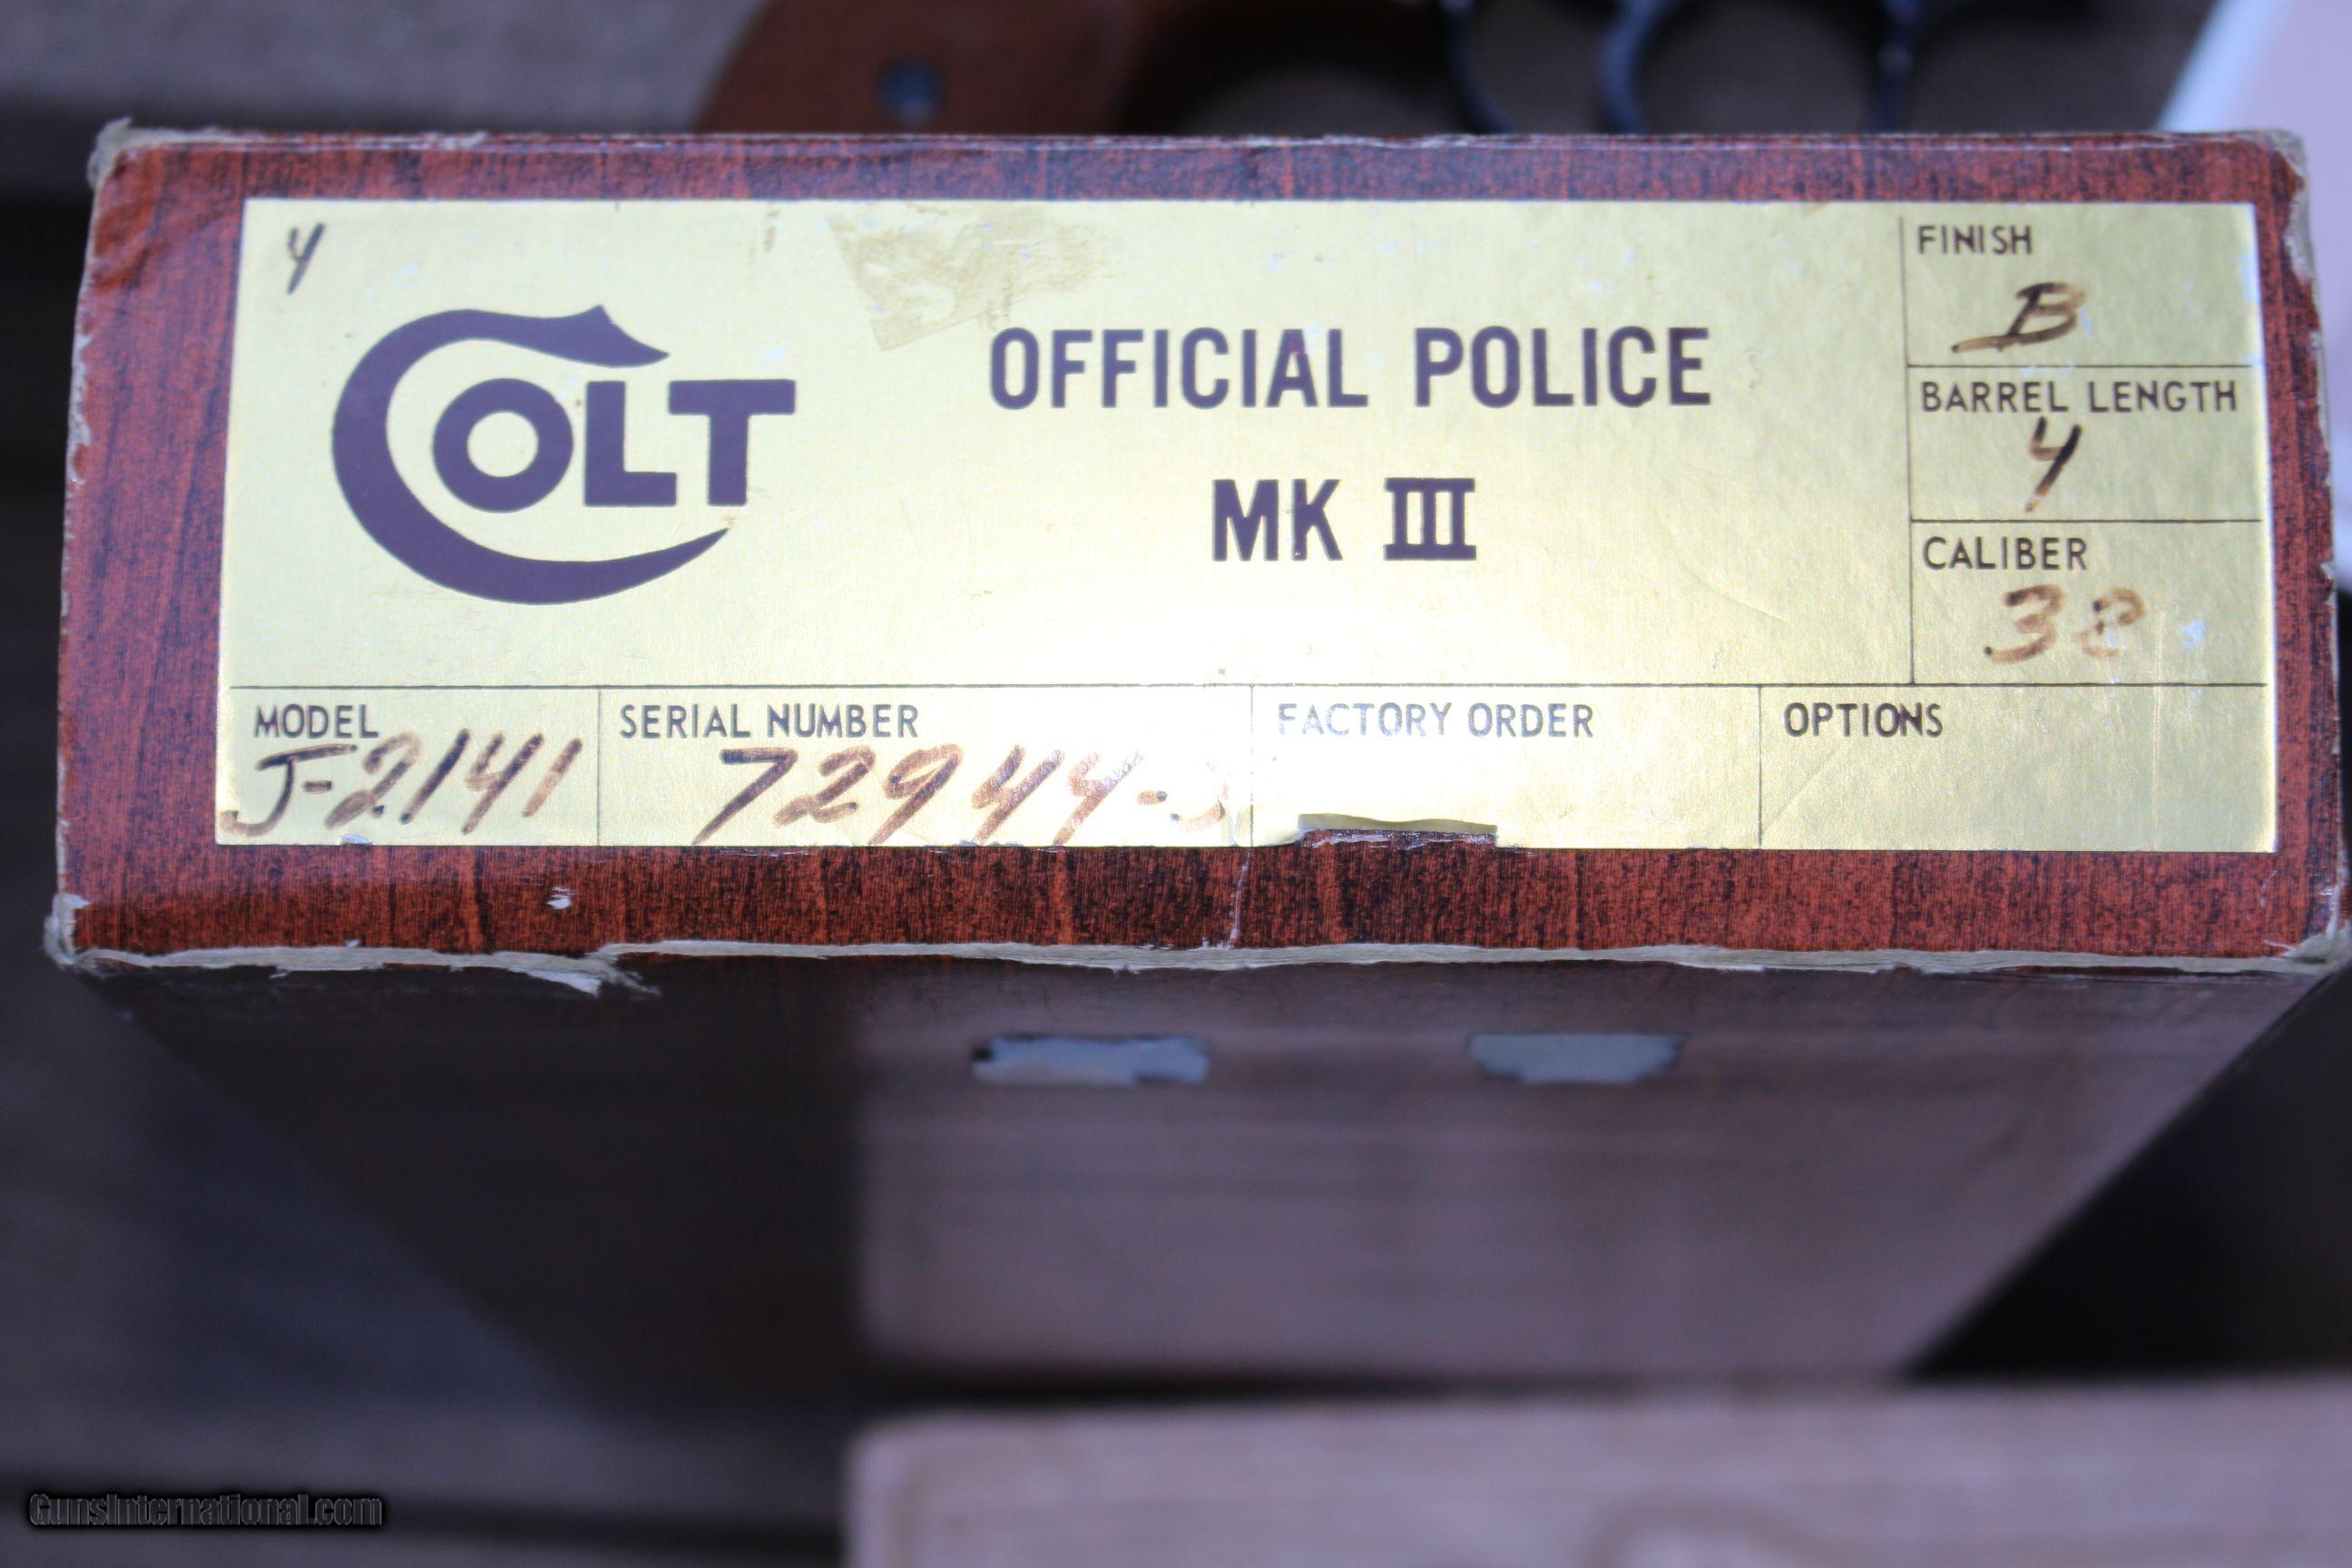 4
COLT
OFFICIAL POLICE
MK III
FINISH
B
BARREL LENGTH
4
CALIBER
38
MODEL
J-2141
SERIAL NUMBER
72944-
FACTORY ORDER
OPTIONS
GunsInternational.com